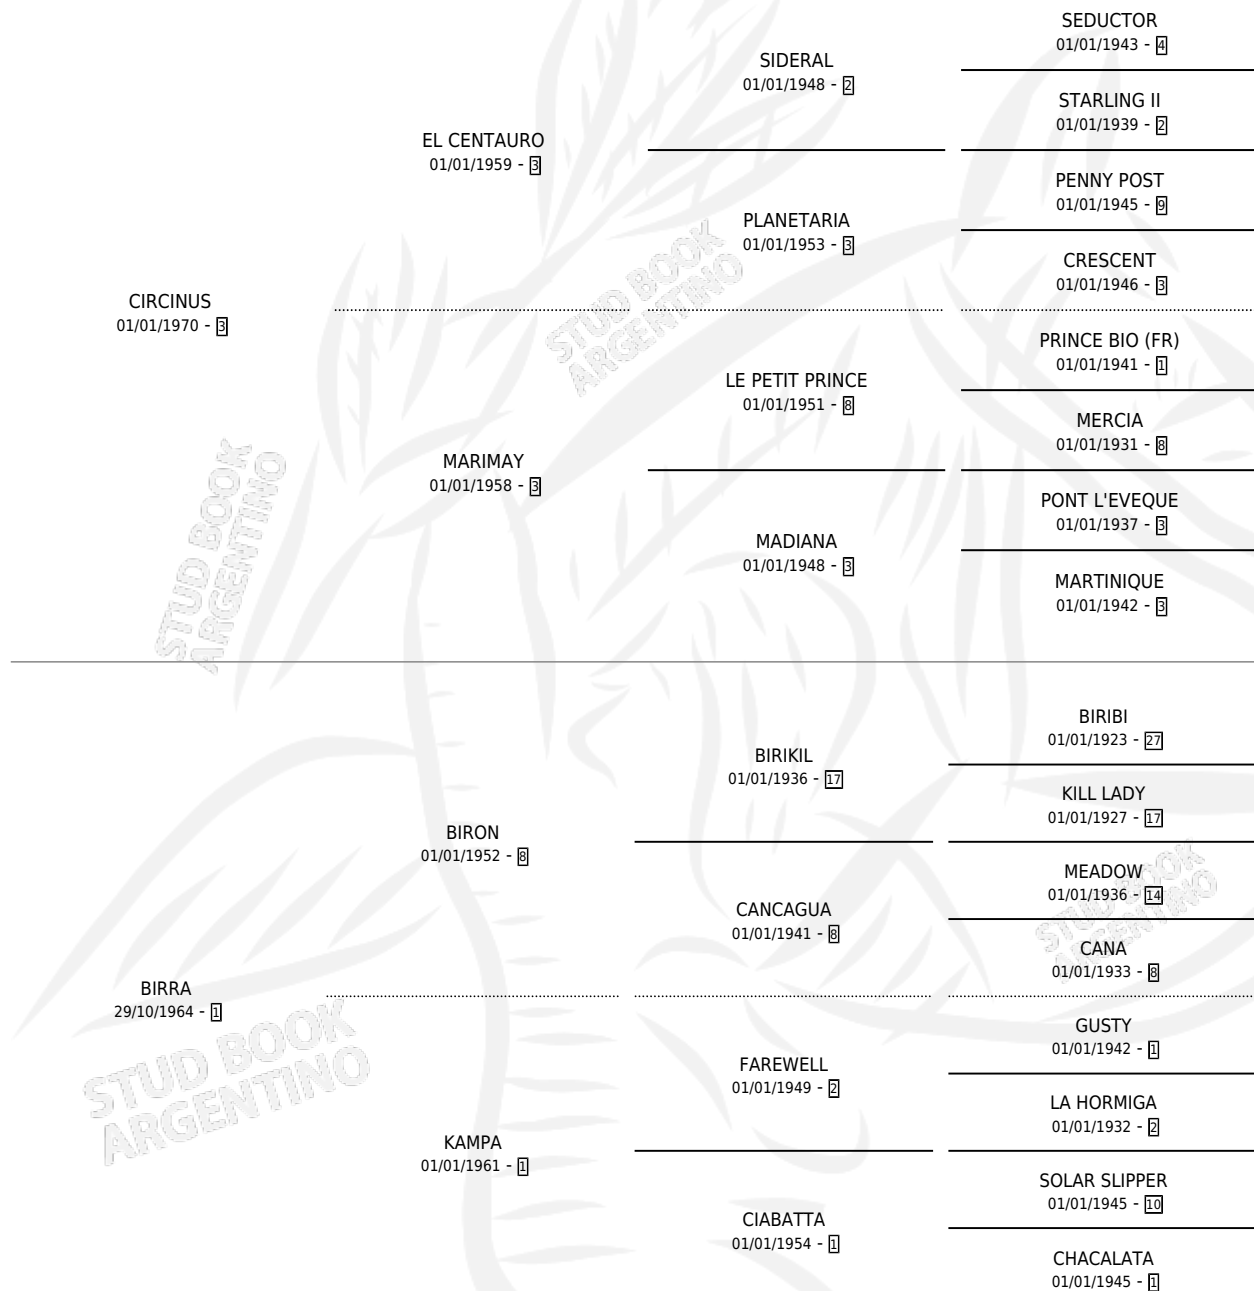 SEDUCTOR
01/01/1943 - 4
SIDERAL
01/01/1948 - 2
STARLING II
01/01/1939 - 2
EL CENTAURO
01/01/1959 - 3
PENNY POST
01/01/1945 - 9
PLANETARIA
01/01/1953 - 3
CRESCENT
01/01/1946 - 3
CIRCINUS
01/01/1970 - 3
PRINCE BIO (FR)
01/01/1941 - 1
LE PETIT PRINCE
01/01/1951 - 8
MERCIA
01/01/1931 - 8
MARIMAY
01/01/1958 - 3
PONT L'EVEQUE
01/01/1937 - 3
MADIANA
01/01/1948 - 3
MARTINIQUE
01/01/1942 - 3
STUD BOOK
ARGENTINO
STUD BOOK
ARGENTINO
BIRIBI
01/01/1923 - 27
BIRIKIL
01/01/1936 - 17
KILL LADY
01/01/1927 - 17
BIRON
01/01/1952 - 8
MEADOW
01/01/1936 - 14
CANCAGUA
01/01/1941 - 8
CANA
01/01/1933 - 8
BIRRA
29/10/1964 - 1
GUSTY
01/01/1942 - 1
FAREWELL
01/01/1949 - 2
LA HORMIGA
01/01/1932 - 2
KAMPA
01/01/1961 - 1
SOLAR SLIPPER
01/01/1945 - 10
CIABATTA
01/01/1954 - 1
CHACALATA
01/01/1945 - 1
STUD BOOK
ARGENTINO
STUD BOOK
ARGENTINO